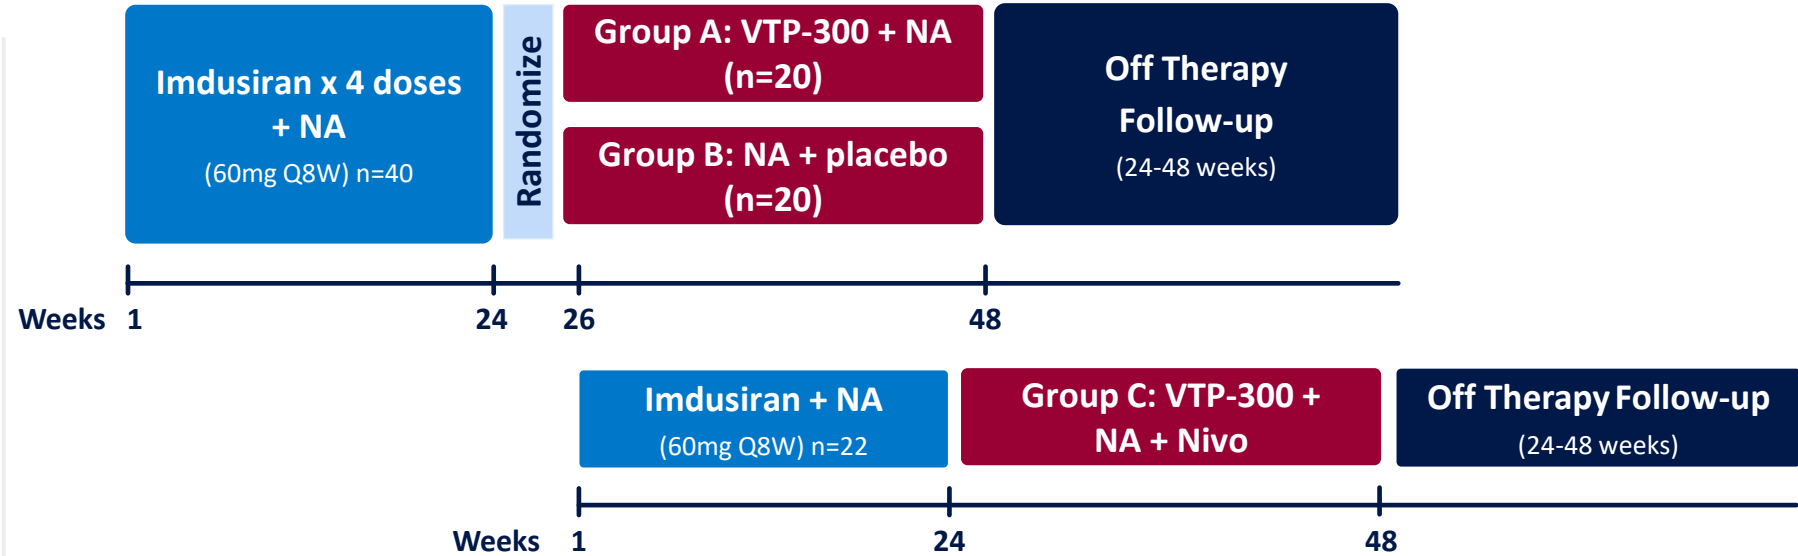 Imdusiran x 4 doses
+ NA
(60mg Q8W) n=40
Randomize
Group A: VTP-300 + NA
(n=20)
Group B: NA + placebo
(n=20)
Off Therapy
Follow-up
(24-48 weeks)
Weeks 1 24 26 48
Imdusiran + NA
(60mg Q8W) n=22
Group C: VTP-300 +
NA + Nivo
Off Therapy Follow-up
(24-48 weeks)
Weeks 1 24 48